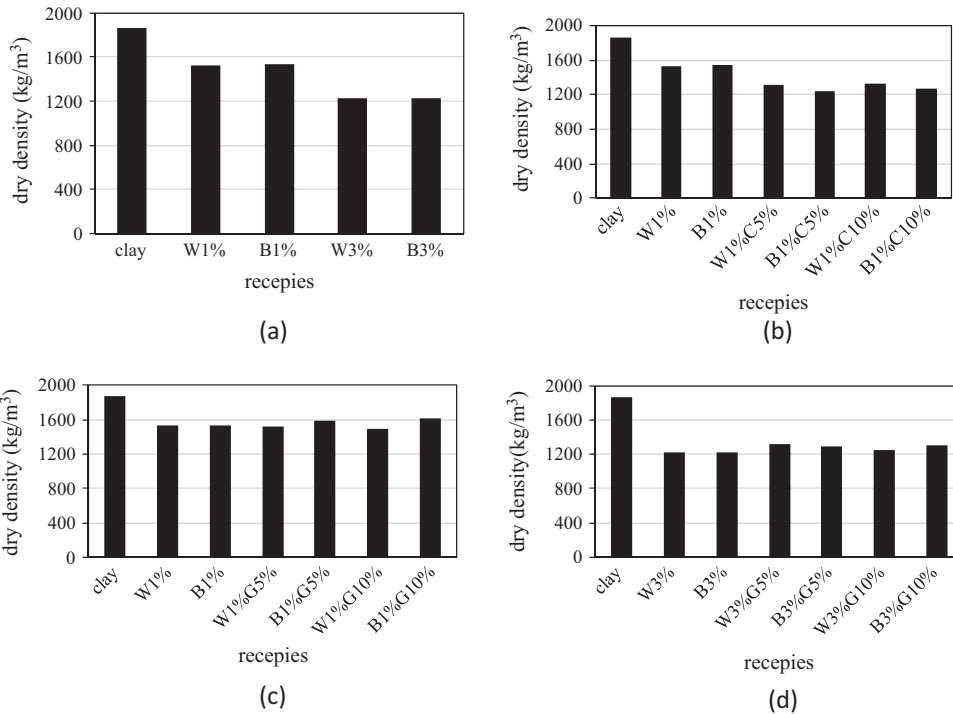 2000
1600
1200
800
400
0
dry density (kg/m³)
clay W1% B1% W3% B3%
recepies
(a)
2000
1600
1200
800
400
0
dry density (kg/m³)
clay W1% B1% W1%C5% B1%C5% W1%C10% B1%C10%
recepies
(b)
2000
1600
1200
800
400
0
dry density (kg/m³)
clay W1% B1% W1%G5% B1%G5% W1%G10% B1%G10%
recepies
(c)
2000
1600
1200
800
400
0
dry density(kg/m³)
clay W3% B3% W3%G5% B3%G5% W3%G10% B3%G10%
recepies
(d)